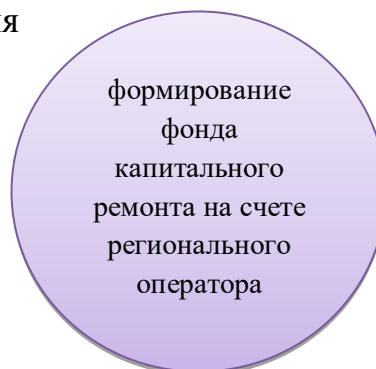 формирование
фонда
капитального
ремонта на счете
регионального
оператора